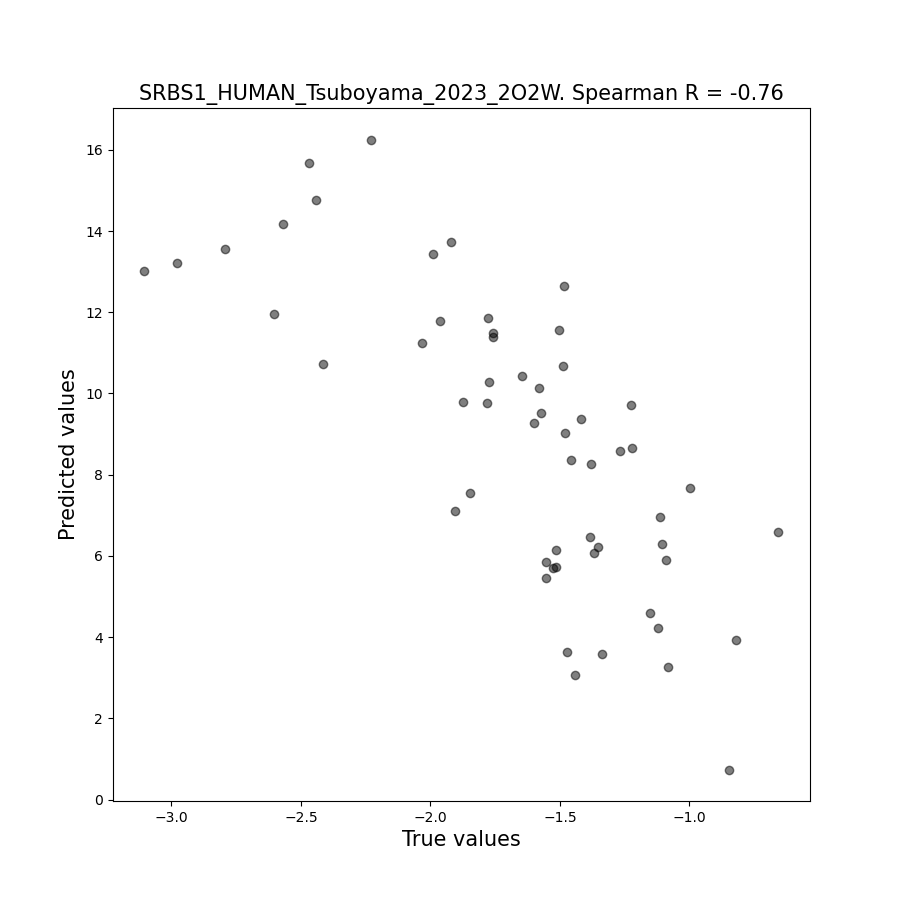 SRBS1_HUMAN_Tsuboyama_2023_2O2W. Spearman R = -0.76
16
14
12
10
8
6
4
2
0
Predicted values
−3.0 −2.5 −2.0 −1.5 −1.0
True values